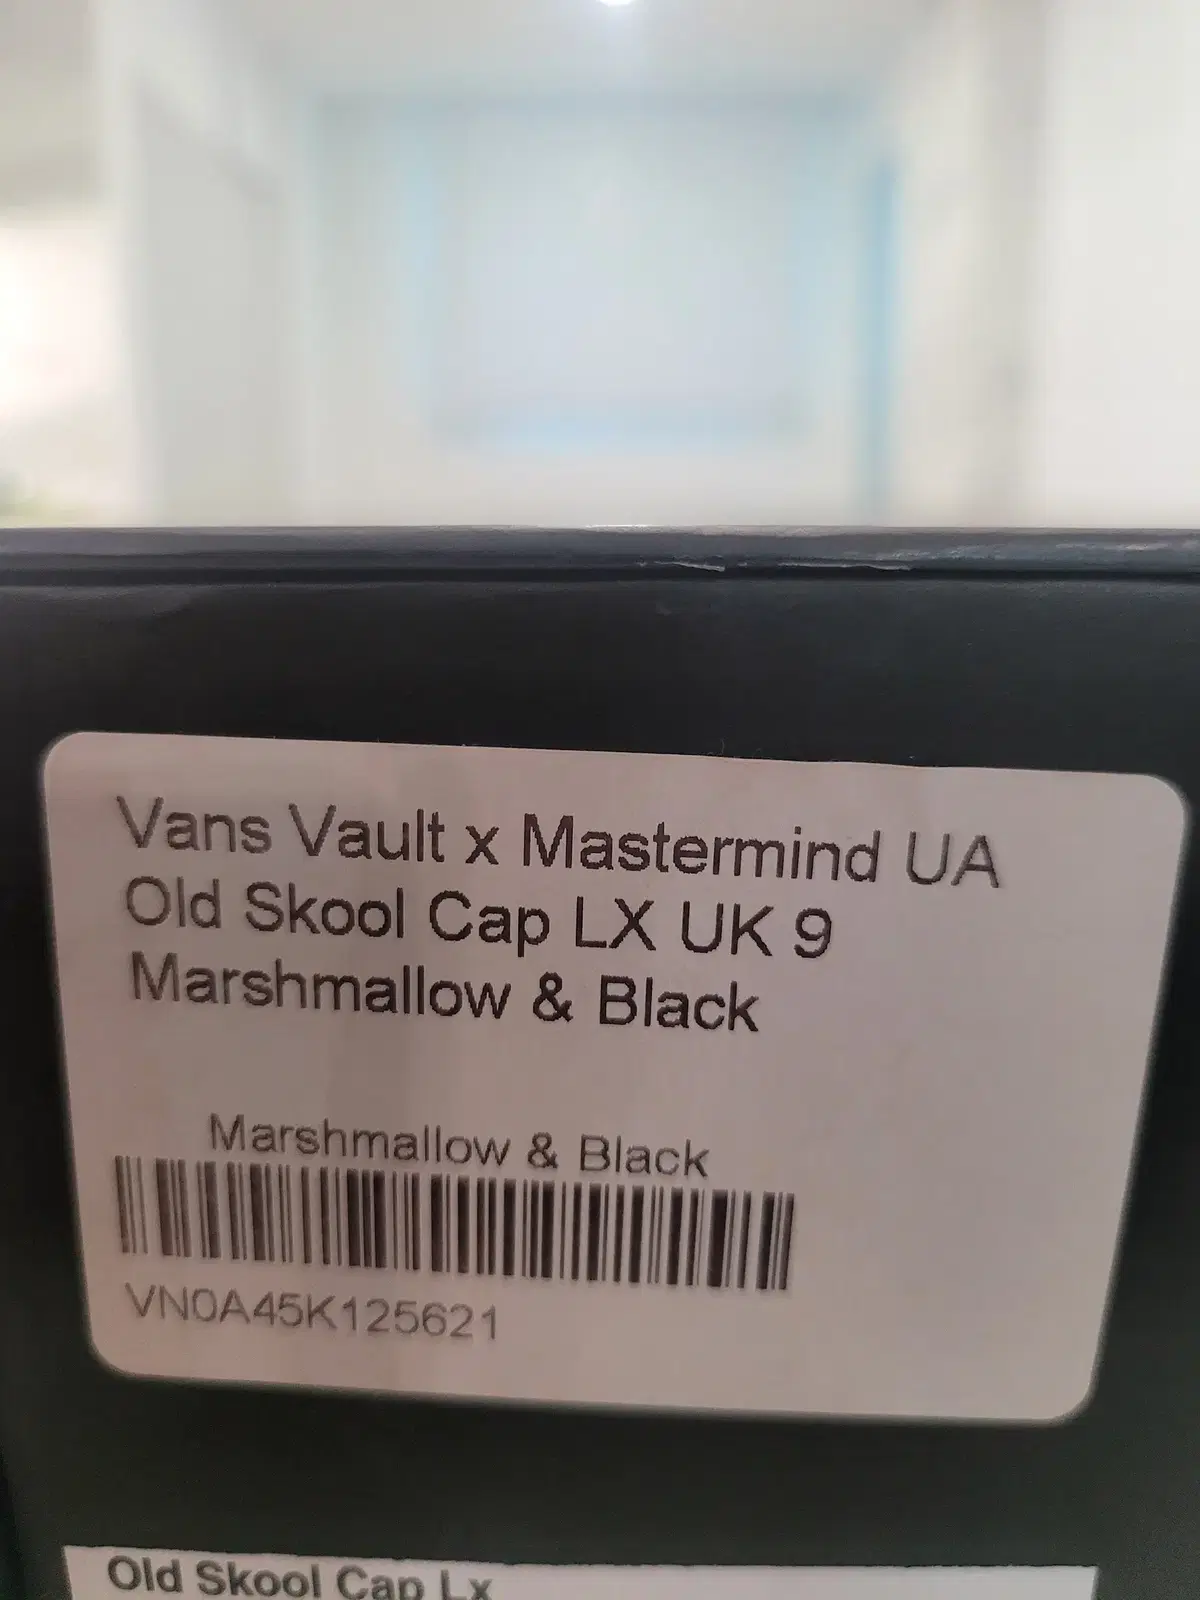 Vans Vault x Mastermind UA
Old Skool Cap LX UK 9
Marshmallow & Black
Marshmallow & Black
VN0A45K125621
Old Skool Cap Lx